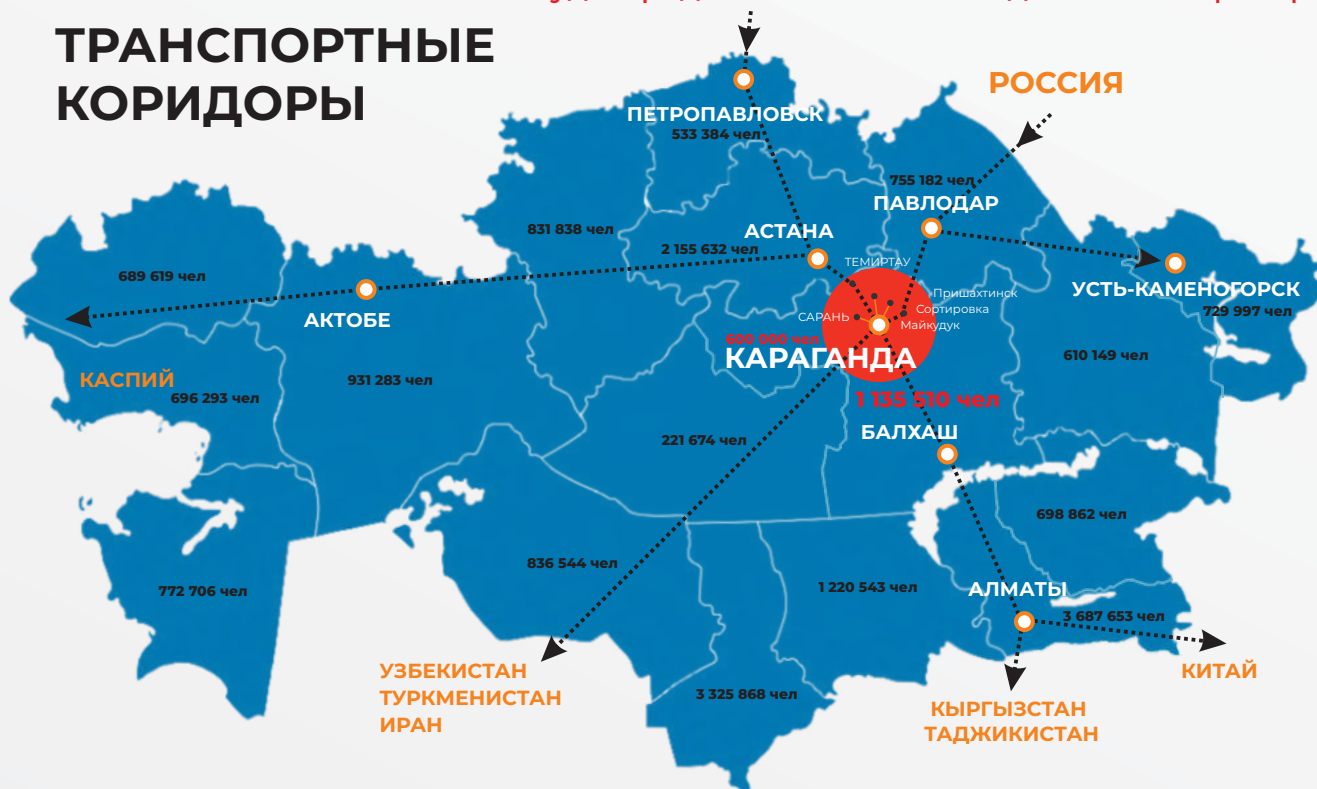 ТРАНСПОРТНЫЕ
КОРИДОРЫ
РОССИЯ
ПЕТРОПАВЛОВСК
533 384 чел
755 182 чел
ПАВЛОДАР
831 838 чел
АСТАНА
2 155 632 чел
ТЕМИРТАУ
689 619 чел
УСТЬ-КАМЕНОГОРСК
729 997 чел
Пришахтинск
Сортировка
Майкудук
САРАНЬ
АКТОБЕ
600 000 чел
КАРАГАНДА
610 149 чел
КАСПИЙ
696 293 чел
931 283 чел
1 135 510 чел
БАЛХАШ
221 674 чел
698 862 чел
836 544 чел
1 220 543 чел
772 706 чел
АЛМАТЫ
3 687 653 чел
УЗБЕКИСТАН
ТУРКМЕНИСТАН
ИРАН
3 325 868 чел
КИТАЙ
КЫРГЫЗСТАН
ТАДЖИКИСТАН